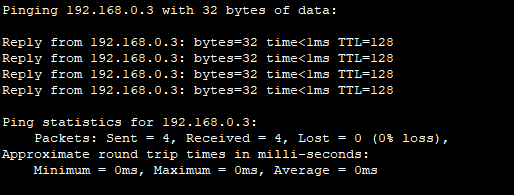 Pinging 192.168.0.3 with 32 bytes of data:
Reply from 192.168.0.3: bytes=32 time<1ms TTL=128
Reply from 192.168.0.3: bytes=32 time<1ms TTL=128
Reply from 192.168.0.3: bytes=32 time<1ms TTL=128
Reply from 192.168.0.3: bytes=32 time<1ms TTL=128
Ping statistics for 192.168.0.3:
Packets: Sent = 4, Received = 4, Lost = 0 (0% loss),
Approximate round trip times in milli-seconds:
Minimum = 0ms, Maximum = 0ms, Average = 0ms